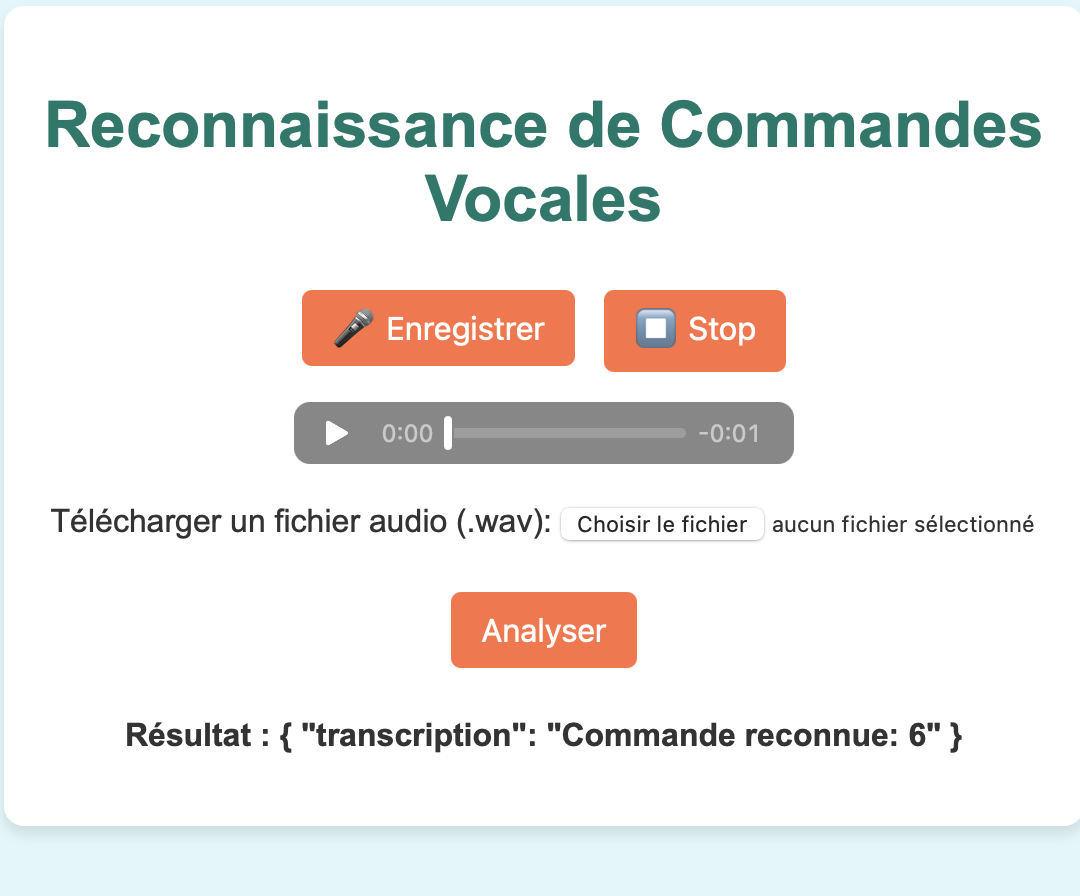 Reconnaissance de Commandes
Vocales
🎤 Enregistrer ⏹️ Stop
0:00 -0:01
Télécharger un fichier audio (.wav): Choisir le fichier aucun fichier sélectionné
Analyser
Résultat : { "transcription": "Commande reconnue: 6" }